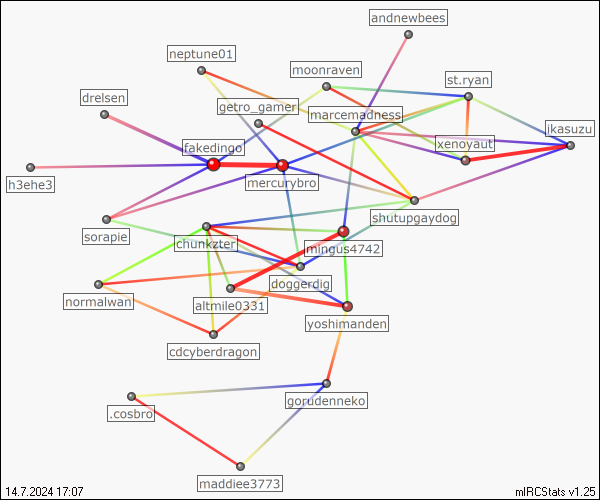 andnewbees
neptune01
moonraven
st.ryan
drelsen
getro_gamer
marcemadness
fakedingo
xenoyaut
ikasuzu
h3ehe3
mercurybro
shutupgaydog
sorapie
chunkzter
mingus4742
doggerdig
normalwan
altmile0331
yoshimanden
cdcyberdragon
gorudenneko
.cosbro
maddiee3773
14.7.2024 17:07
mIRCStats v1.25